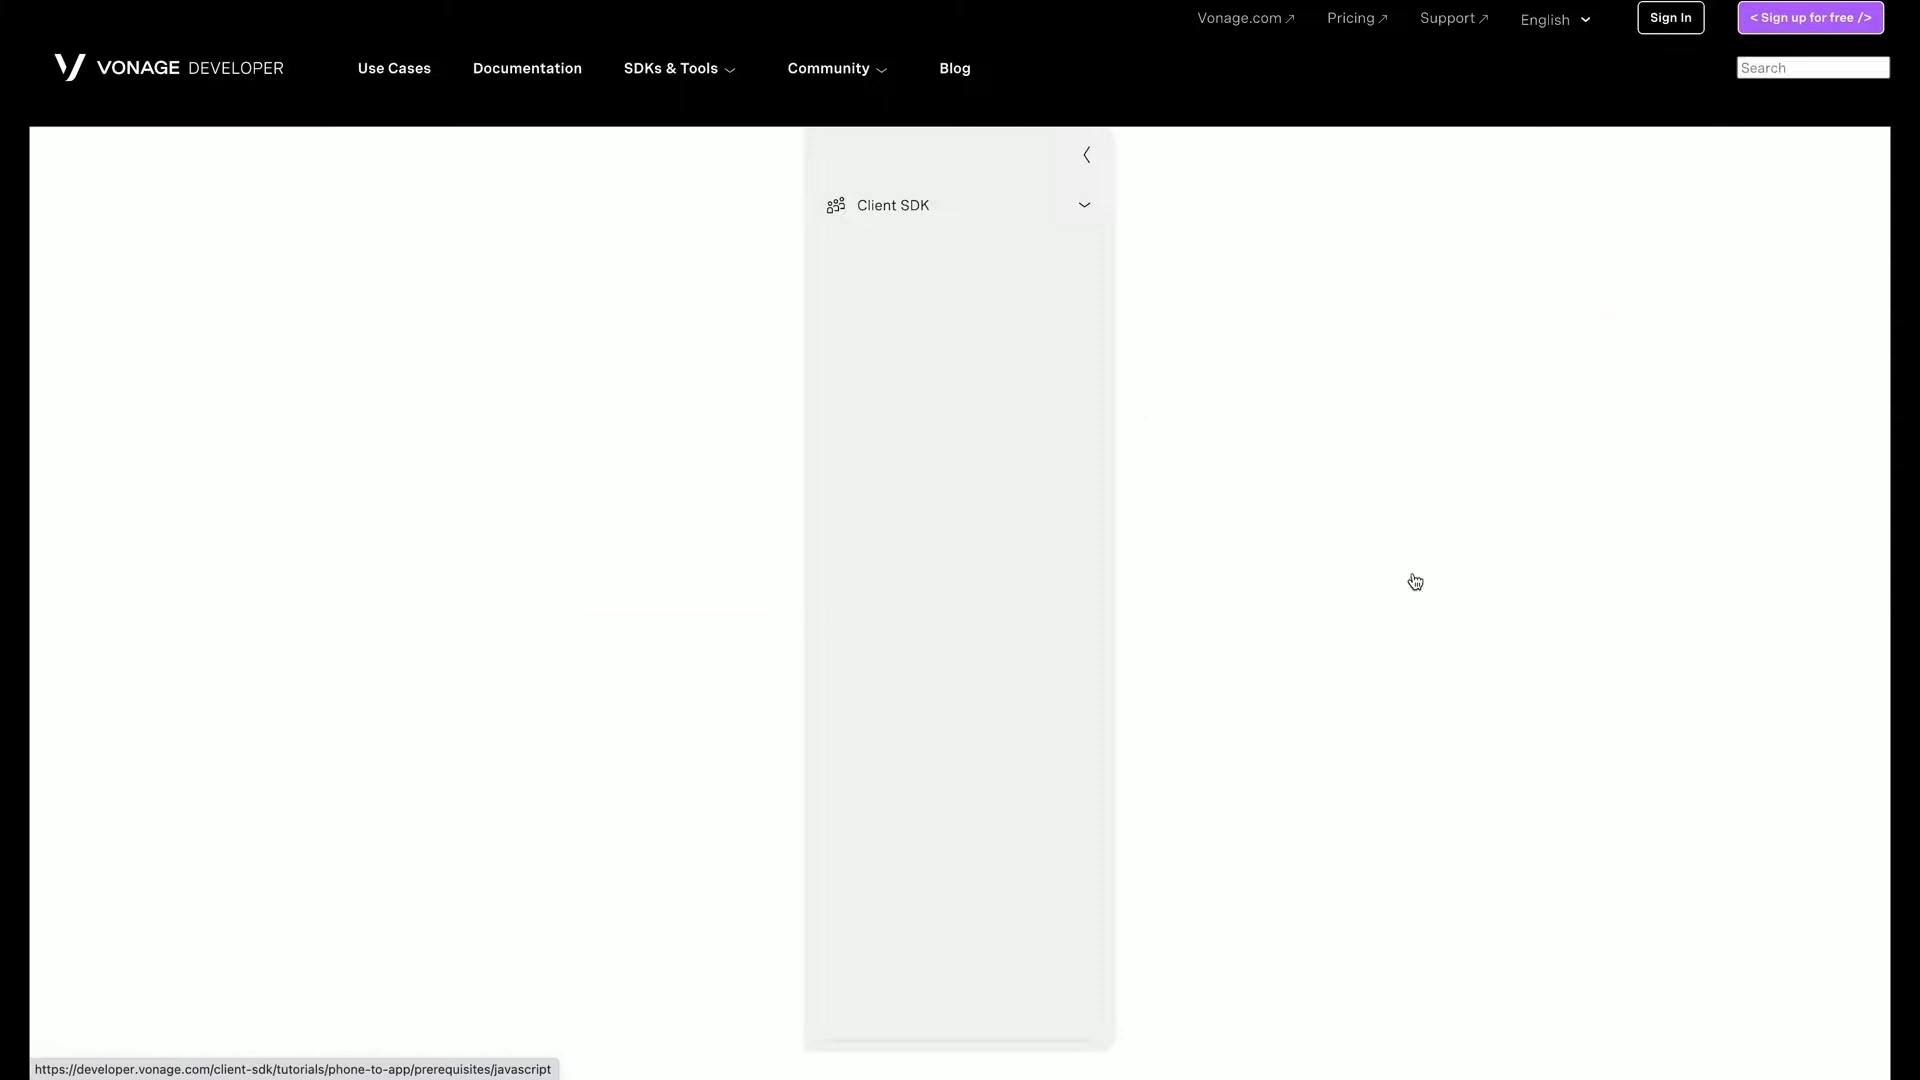 Vonage.com
Pricing
Support
English
Sign In
< Sign up for free />
VONAGE DEVELOPER
Use Cases
Documentation
SDKs & Tools
Community
Blog
Search
Client SDK
https://developer.vonage.com/client-sdk/tutorials/phone-to-app/prerequisites/javascript